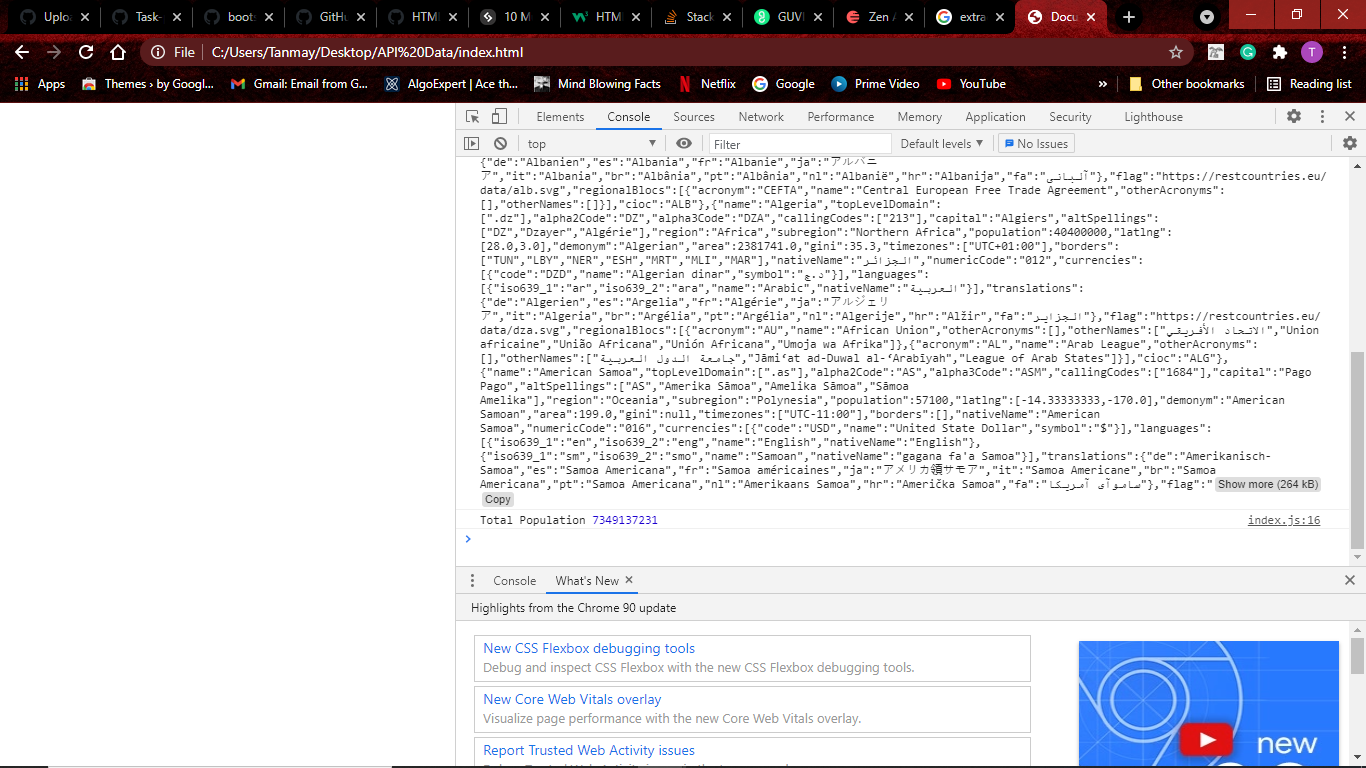 Uploa
Task-
boots
GitHu
HTML
10 M
HTM
Stack
GUVI
Zen A
extra
Docu
File
C:/Users/Tanmay/Desktop/API%20Data/index.html
T
Apps
Themes › by Googl...
Gmail: Email from G...
AlgoExpert | Ace th...
Mind Blowing Facts
Netflix
Google
Prime Video
YouTube
»
Other bookmarks
Reading list
Elements
Console
Sources
Network
Performance
Memory
Application
Security
Lighthouse
top
Filter
Default levels
No Issues
{"de":"Albanien","es":"Albania","fr":"Albanie","ja":"アルバニ
ア","it":"Albania","br":"Albânia","pt":"Albânia","nl":"Albanië","hr":"Albanija","fa":"آلبانی"},"flag":"https://restcountries.eu/
data/alb.svg","regionalBlocs":[{"acronym":"CEFTA","name":"Central European Free Trade Agreement","otherAcronyms":
[],"otherNames":[]}],"cioc":"ALB"},{"name":"Algeria","topLevelDomain":
[".dz"],"alpha2Code":"DZ","alpha3Code":"DZA","callingCodes":["213"],"capital":"Algiers","altSpellings":
["DZ","Dzayer","Algérie"],"region":"Africa","subregion":"Northern Africa","population":40400000,"latlng":
[28.0,3.0],"demonym":"Algerian","area":2381741.0,"gini":35.3,"timezones":["UTC+01:00"],"borders":
["TUN","LBY","NER","ESH","MRT","MLI","MAR"],"nativeName":"الجزائر","numericCode":"012","currencies":
[{"code":"DZD","name":"Algerian dinar","symbol":"د.ج"}],"languages":
[{"iso639_1":"ar","iso639_2":"ara","name":"Arabic","nativeName":"العربية"}],"translations":
{"de":"Algerien","es":"Argelia","fr":"Algérie","ja":"アルジェリ
ア","it":"Algeria","br":"Argélia","pt":"Argélia","nl":"Algerije","hr":"Alžir","fa":"الجزایر"},"flag":"https://restcountries.eu/
data/dza.svg","regionalBlocs":[{"acronym":"AU","name":"African Union","otherAcronyms":[],"otherNames":["الاتحاد الأفريقي","Union
africaine","União Africana","Unión Africana","Umoja wa Afrika"]},{"acronym":"AL","name":"Arab League","otherAcronyms":
[],"otherNames":["جامعة الدول العربية","Jāmiʻat ad-Duwal al-ʻArabīyah","League of Arab States"]}],"cioc":"ALG"},
{"name":"American Samoa","topLevelDomain":[".as"],"alpha2Code":"AS","alpha3Code":"ASM","callingCodes":["1684"],"capital":"Pago
Pago","altSpellings":["AS","Amerika Sāmoa","Amelika Sāmoa","Sāmoa
Amelika"],"region":"Oceania","subregion":"Polynesia","population":57100,"latlng":[-14.33333333,-170.0],"demonym":"American
Samoan","area":199.0,"gini":null,"timezones":["UTC-11:00"],"borders":[],"nativeName":"American
Samoa","numericCode":"016","currencies":[{"code":"USD","name":"United State Dollar","symbol":"$"}],"languages":
[{"iso639_1":"en","iso639_2":"eng","name":"English","nativeName":"English"},
{"iso639_1":"sm","iso639_2":"smo","name":"Samoan","nativeName":"gagana fa'a Samoa"}],"translations":{"de":"Amerikanisch-
Samoa","es":"Samoa Americana","fr":"Samoa américaines","ja":"アメリカ領サモア","it":"Samoa Americane","br":"Samoa
Americana","pt":"Samoa Americana","nl":"Amerikaans Samoa","hr":"Američka Samoa","fa":"ساموآی آمریکا"},"flag":" Show more (264 kB)
Copy
Total Population 7349137231
index.js:16
Console
What's New
Highlights from the Chrome 90 update
New CSS Flexbox debugging tools
Debug and inspect CSS Flexbox with the new CSS Flexbox debugging tools.
New Core Web Vitals overlay
Visualize page performance with the new Core Web Vitals overlay.
Report Trusted Web Activity issues
new